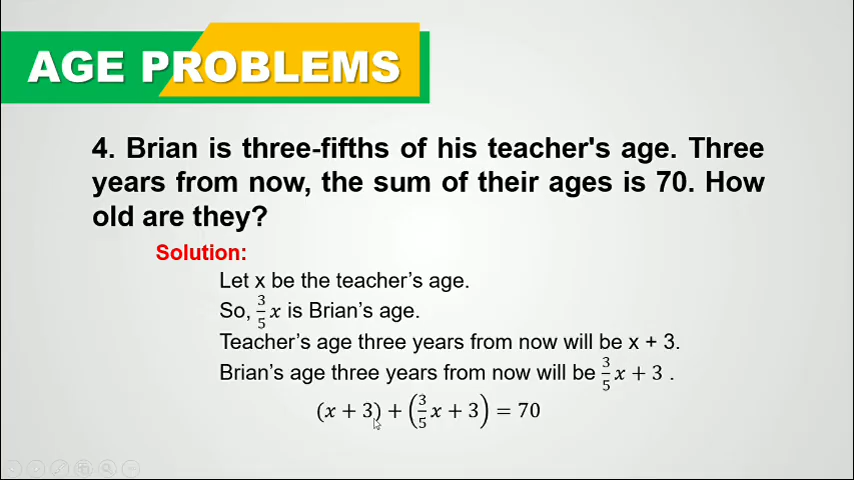 AGE PROBLEMS
4. Brian is three-fifths of his teacher's age. Three
years from now, the sum of their ages is 70. How
old are they?
Solution:
Let x be the teacher’s age.
So, 3/5 x is Brian’s age.
Teacher’s age three years from now will be x + 3.
Brian’s age three years from now will be 3/5 x + 3 .
(x + 3) + (3/5 x + 3) = 70